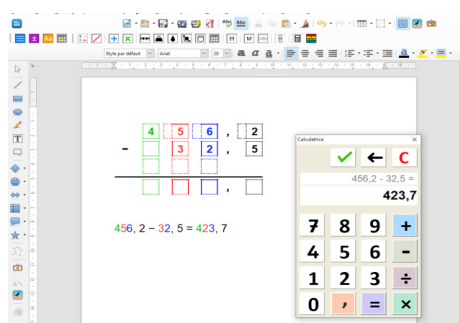 Style par défaut
Arial
20
H M
4 5 6 , 2
- 3 2 , 5
,
456, 2 – 32, 5 = 423, 7
Calculatrice
C
456,2 - 32,5 =
423,7
7 8 9 +
4 5 6 -
1 2 3 ÷
0 , = ×